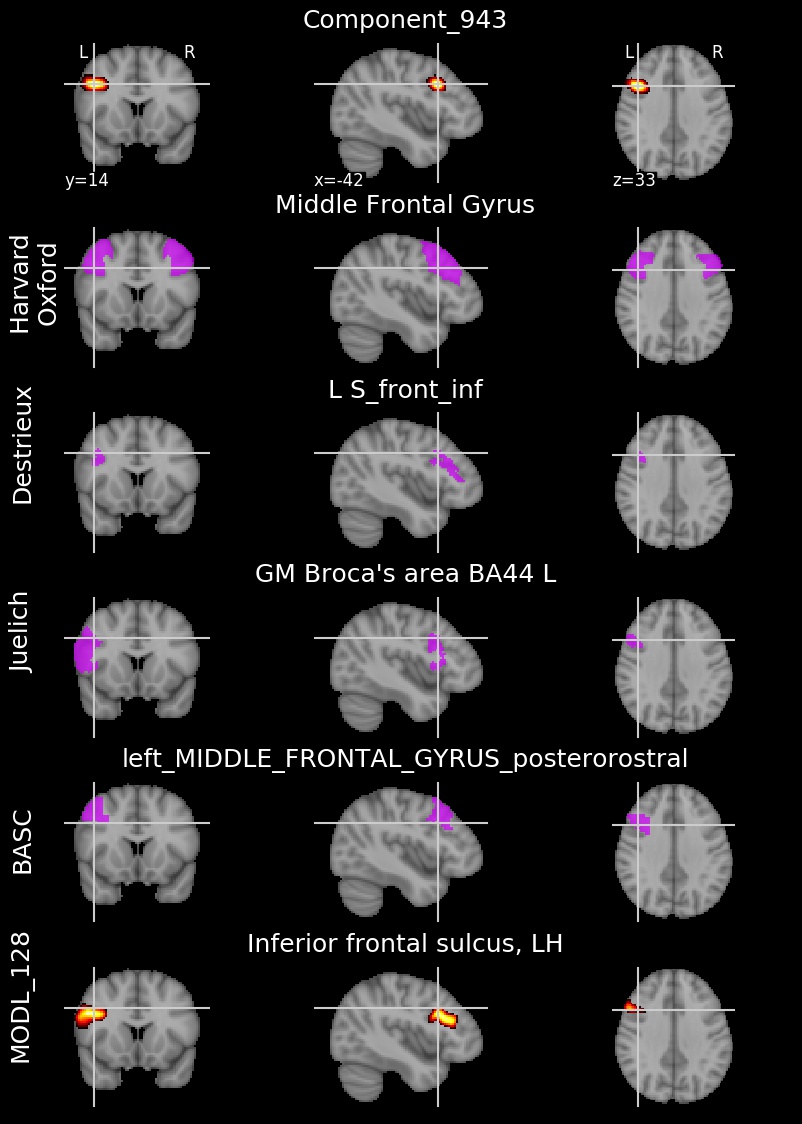 Component_943
L R
L R
y=14
x=-42
z=33
Middle Frontal Gyrus
Harvard
Oxford
L S_front_inf
Destrieux
GM Broca's area BA44 L
Juelich
left_MIDDLE_FRONTAL_GYRUS_posterorostral
BASC
Inferior frontal sulcus, LH
MODL_128